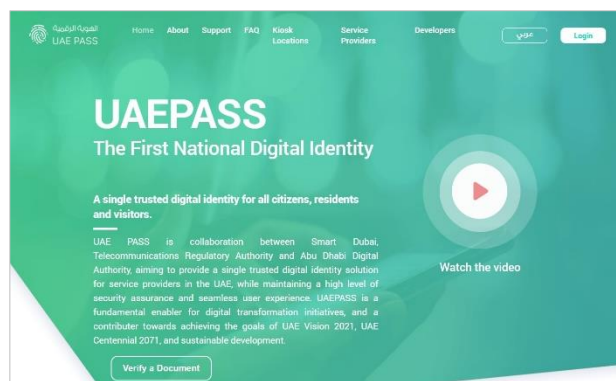 الهوية الرقمية
UAE PASS
Home About Support FAQ Kiosk Locations Service Providers Developers عربي Login
UAEPASS
The First National Digital Identity
A single trusted digital identity for all citizens, residents
and visitors.
UAE PASS is collaboration between Smart Dubai,
Telecommunications Regulatory Authority and Abu Dhabi Digital
Authority, aiming to provide a single trusted digital identity solution
for service providers in the UAE, while maintaining a high level of
security assurance and seamless user experience. UAEPASS is a
fundamental enabler for digital transformation initiatives, and a
contributer towards achieving the goals of UAE Vision 2021, UAE
Centennial 2071, and sustainable development.
Watch the video
Verify a Document